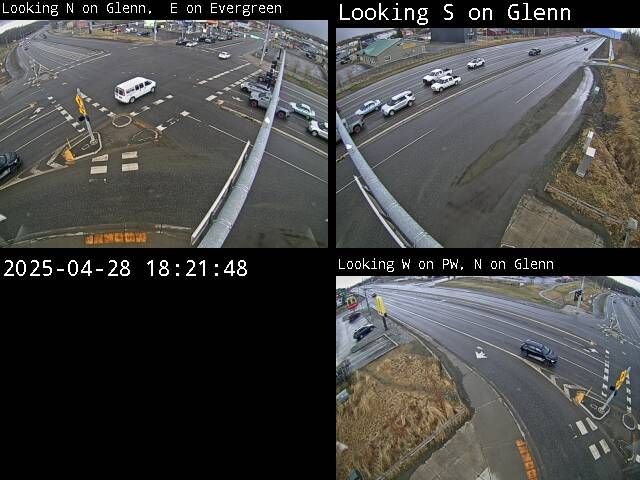 Looking N on Glenn,  E on Evergreen
Looking S on Glenn
2025-04-28 18:21:48
Looking W on PW, N on Glenn